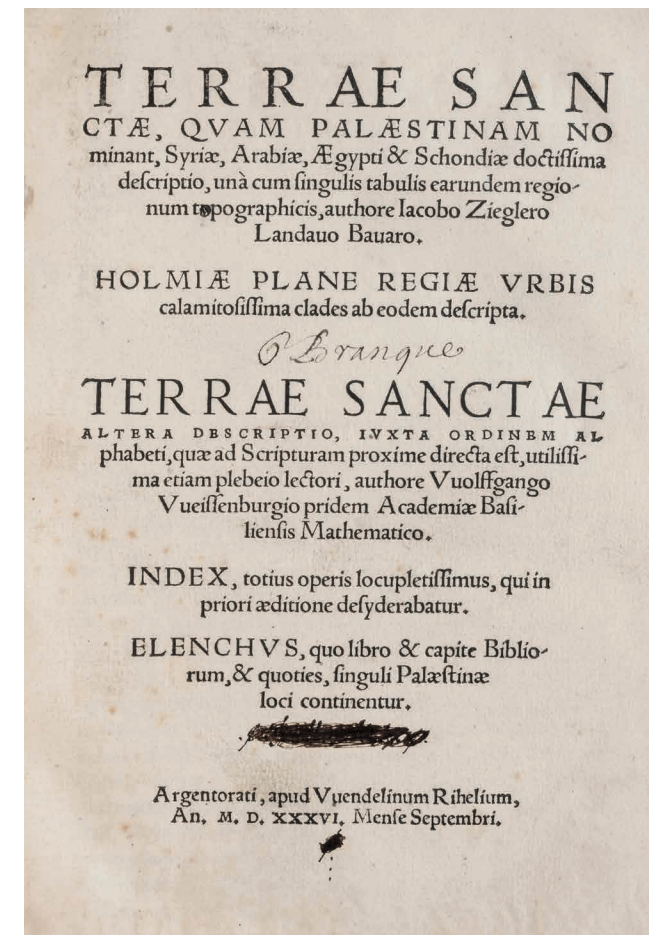 TERRAE SAN
CTÆ, QVAM PALÆSTINAM NO
minant, Syriæ, Arabiæ, Ægypti & Schondiæ doctiſſima
deſcriptio, unà cum ſingulis tabulis earundem regio-
num topographicis, authore Iacobo Zieglero
Landauo Bauaro.
HOLMIÆ PLANE REGIÆ VRBIS
calamitoſiſſima clades ab eodem deſcripta.
Branque
TERRAE SANCTAE
ALTERA DESCRIPTIO, IVXTA ORDINEM AL
phabeti, quæ ad Scripturam proxime directa eſt, utiliſſi-
ma etiam plebeio lectori, authore Vuolffgango
Vueiſſenburgio pridem Academiæ Baſi-
lienſis Mathematico.
INDEX, totius operis locupletiſſimus, qui in
priori æditione deſyderabatur.
ELENCHVS, quo libro & capite Biblio-
rum, & quoties, ſinguli Palæſtinæ
loci continentur.
Argentorati, apud Vuendelinum Rihelium,
An. M. D. XXXVI. Menſe Septembri.